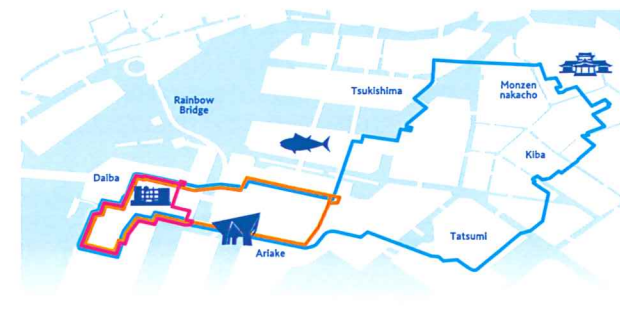 Tsukishima
Monzen
nakacho
Rainbow
Bridge
Kiba
Daiba
Tatsumi
Ariake